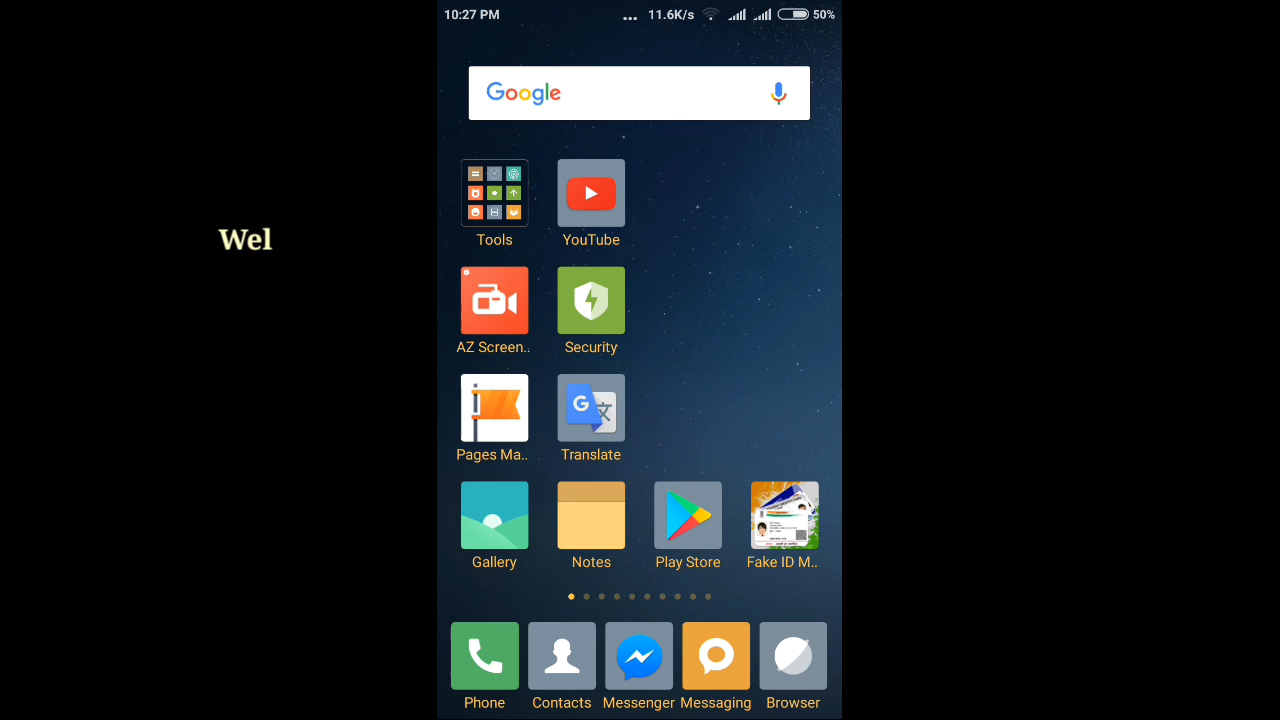 10:27 PM ... 11.6K/s 50%
Google
Wel
Tools YouTube
AZ Screen.. Security
Pages Ma.. Translate
Gallery Notes Play Store Fake ID M..
Phone Contacts Messenger Messaging Browser